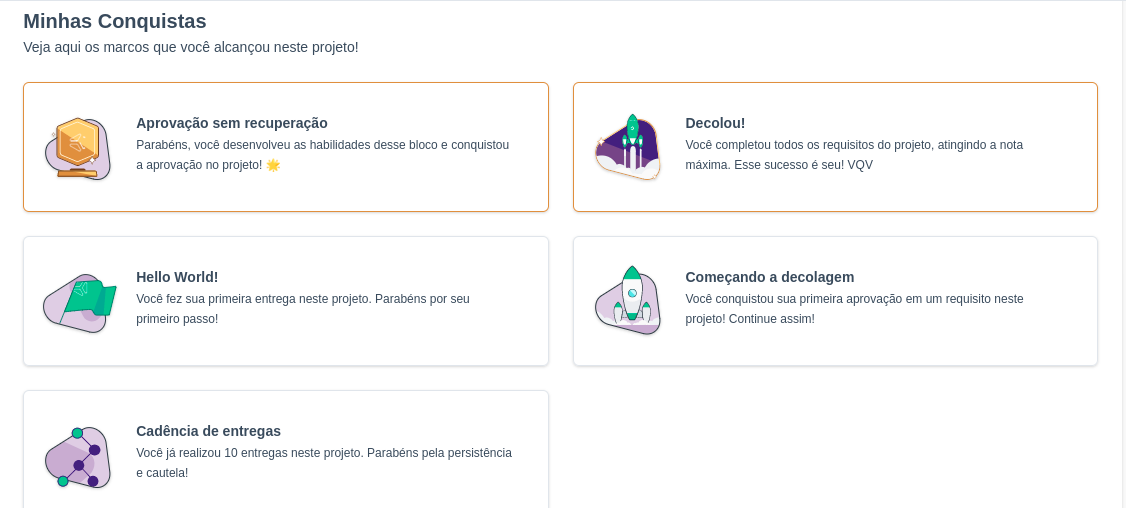 Minhas Conquistas
Veja aqui os marcos que você alcançou neste projeto!
Aprovação sem recuperação
Parabéns, você desenvolveu as habilidades desse bloco e conquistou
a aprovação no projeto! 🌟
Decolou!
Você completou todos os requisitos do projeto, atingindo a nota
máxima. Esse sucesso é seu! VQV
Hello World!
Você fez sua primeira entrega neste projeto. Parabéns por seu
primeiro passo!
Começando a decolagem
Você conquistou sua primeira aprovação em um requisito neste
projeto! Continue assim!
Cadência de entregas
Você já realizou 10 entregas neste projeto. Parabéns pela persistência
e cautela!